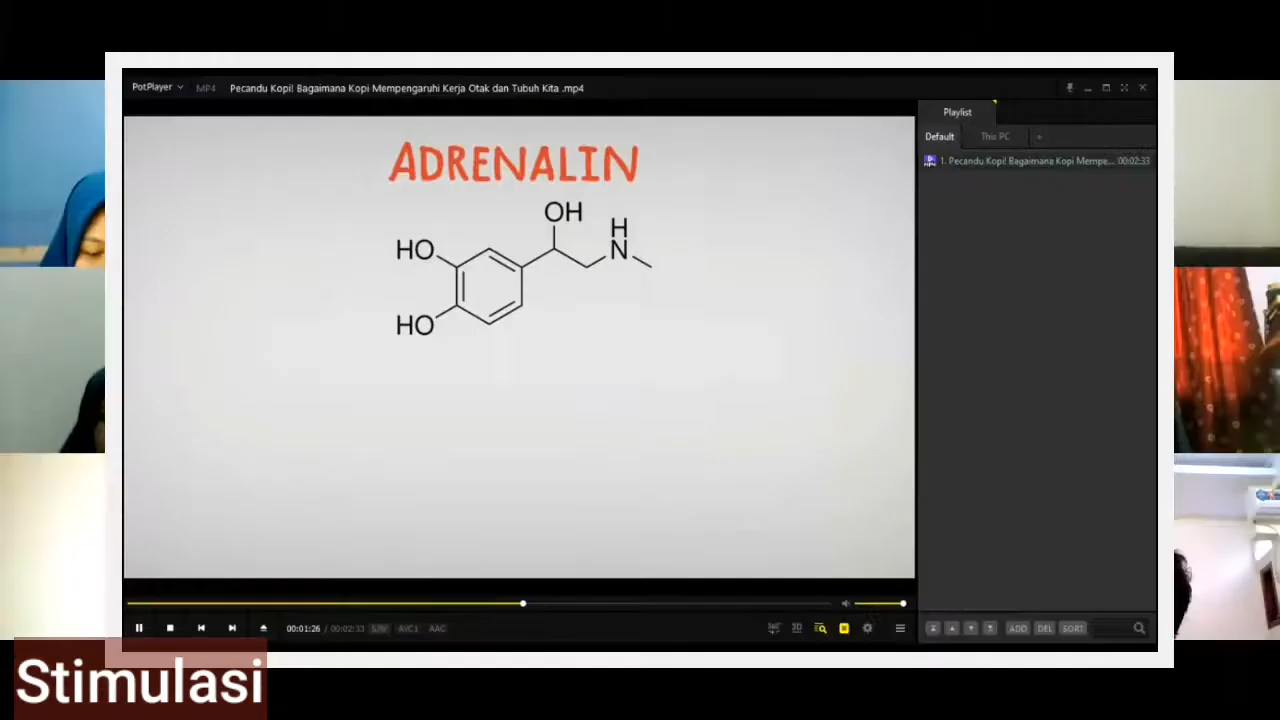 PotPlayer
MP4
Pecandu Kopi! Bagaimana Kopi Mempengaruhi Kerja Otak dan Tubuh Kita .mp4
Playlist
Default
This PC
+
1. Pecandu Kopi! Bagaimana Kopi Mempe... 00:02:33
ADRENALIN
OH
H
N
HO
HO
00:01:26 / 00:02:33
S/W
AVC1
AAC
3D
ADD
DEL
SORT
Stimulasi